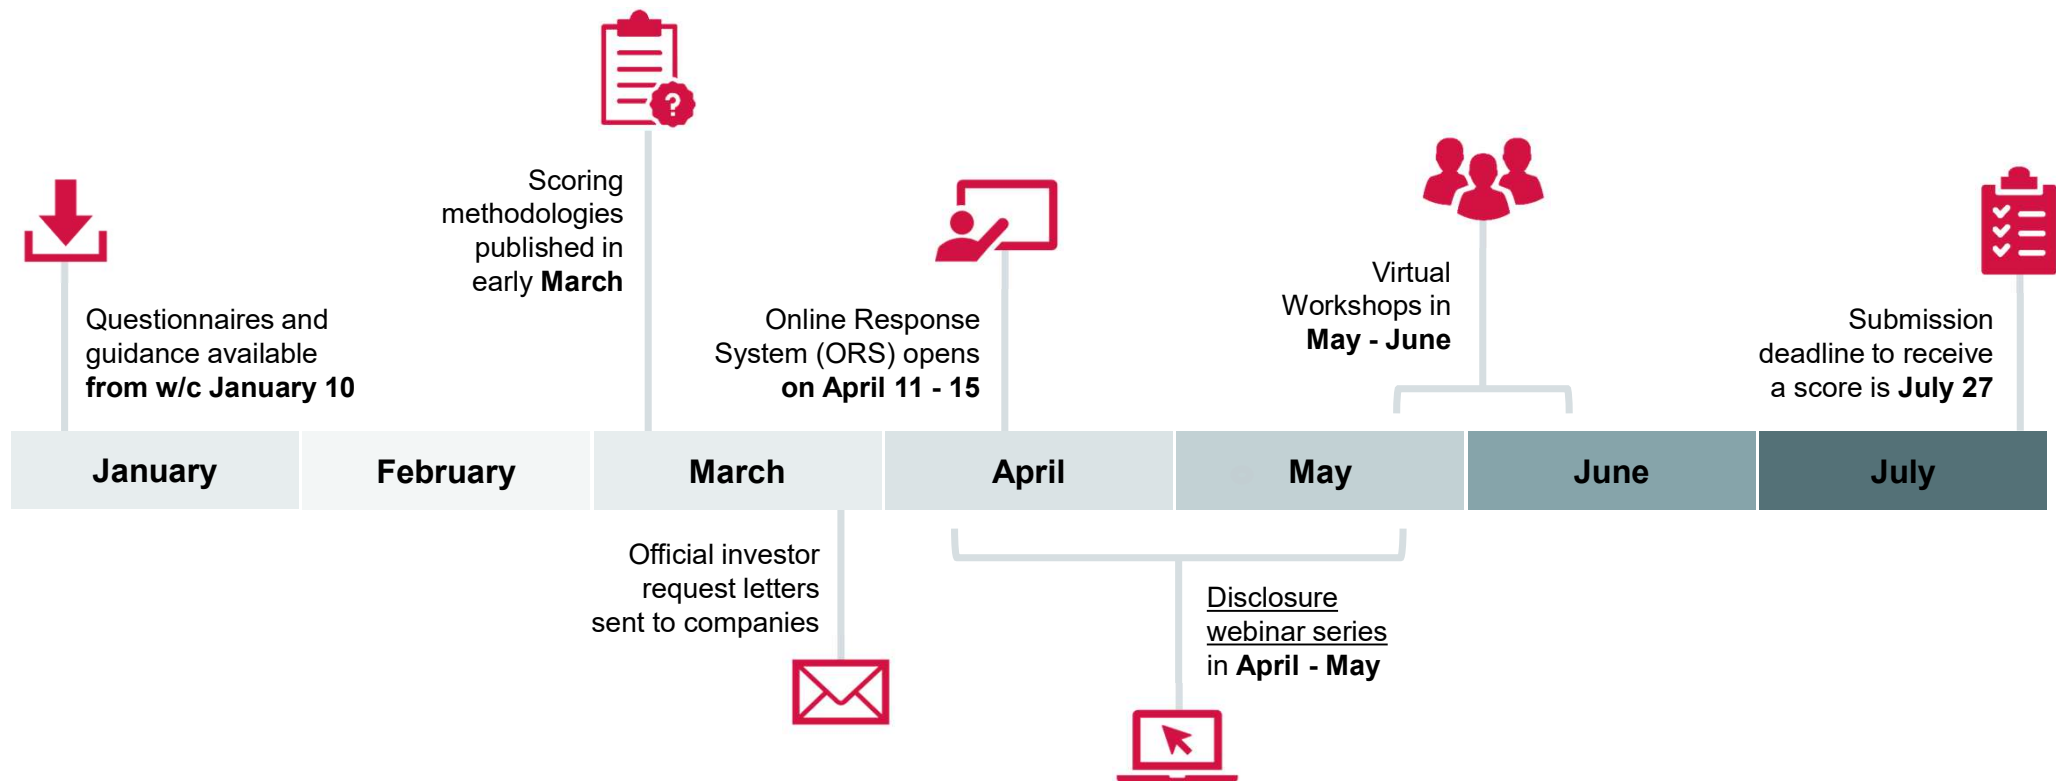 Questionnaires and
guidance available
from w/c January 10
Scoring
methodologies
published in
early March
?
Online Response
System (ORS) opens
on April 11 - 15
Virtual
Workshops in
May - June
Submission
deadline to receive
a score is July 27
January
February
March
April
May
June
July
Official investor
request letters
sent to companies
Disclosure
webinar series
in April - May